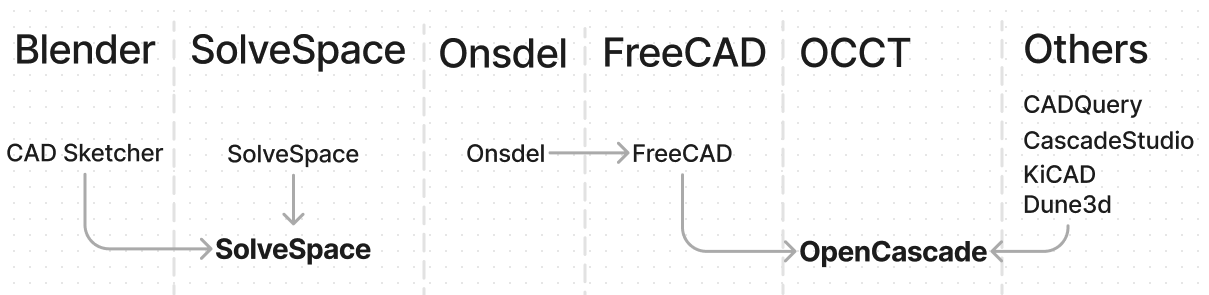 Blender
SolveSpace
Onsdel
FreeCAD
OCCT
Others
CADQuery
CascadeStudio
KiCAD
Dune3d
CAD Sketcher
SolveSpace
Onsdel
FreeCAD
SolveSpace
OpenCascade